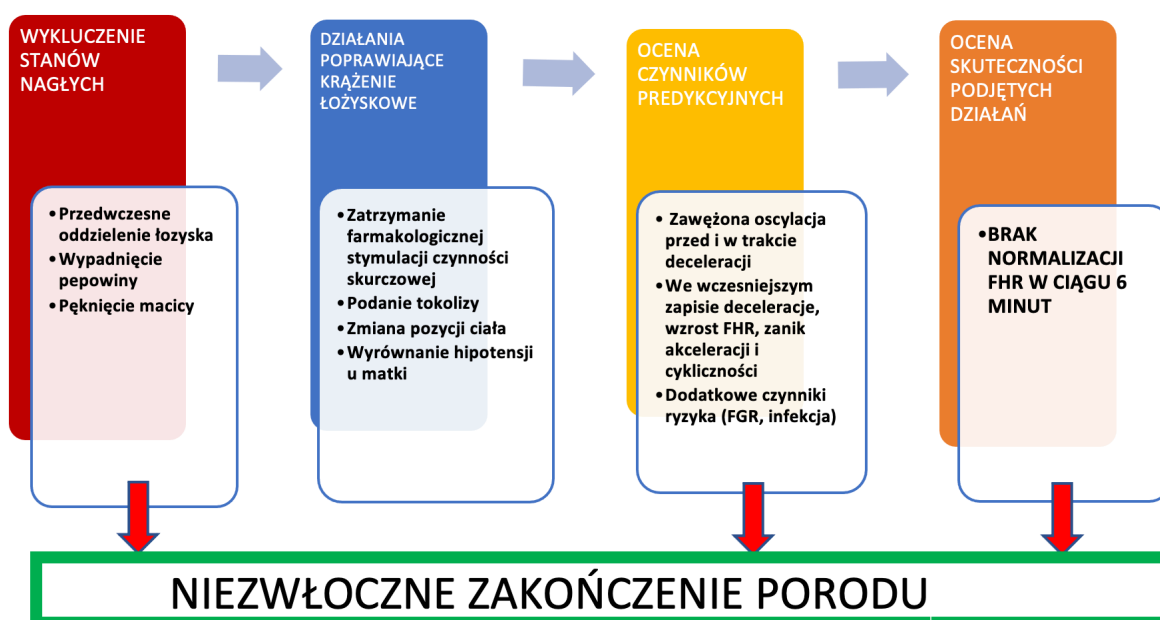 WYKLUCZENIE
STANÓW
NAGŁYCH
• Przedwczesne
oddzielenie łozyska
• Wypadnięcie
pepowiny
• Pęknięcie macicy
DZIAŁANIA
POPRAWIAJĄCE
KRĄŻENIE
ŁOŻYSKOWE
• Zatrzymanie
farmakologicznej
stymulacji czynności
skurczowej
• Podanie tokolizy
• Zmiana pozycji ciała
• Wyrównanie hipotensji
u matki
OCENA
CZYNNIKÓW
PREDYKCYJNYCH
• Zawężona oscylacja
przed i w trakcie
deceleracji
• We wcześniejszym
zapisie deceleracje,
wzrost FHR, zanik
akceleracji i
cykliczności
• Dodatkowe czynniki
ryzyka (FGR, infekcja)
OCENA
SKUTECZNOŚCI
PODJĘTYCH
DZIAŁAŃ
• BRAK
NORMALIZACJI
FHR W CIĄGU 6
MINUT
NIEZWŁOCZNE ZAKOŃCZENIE PORODU